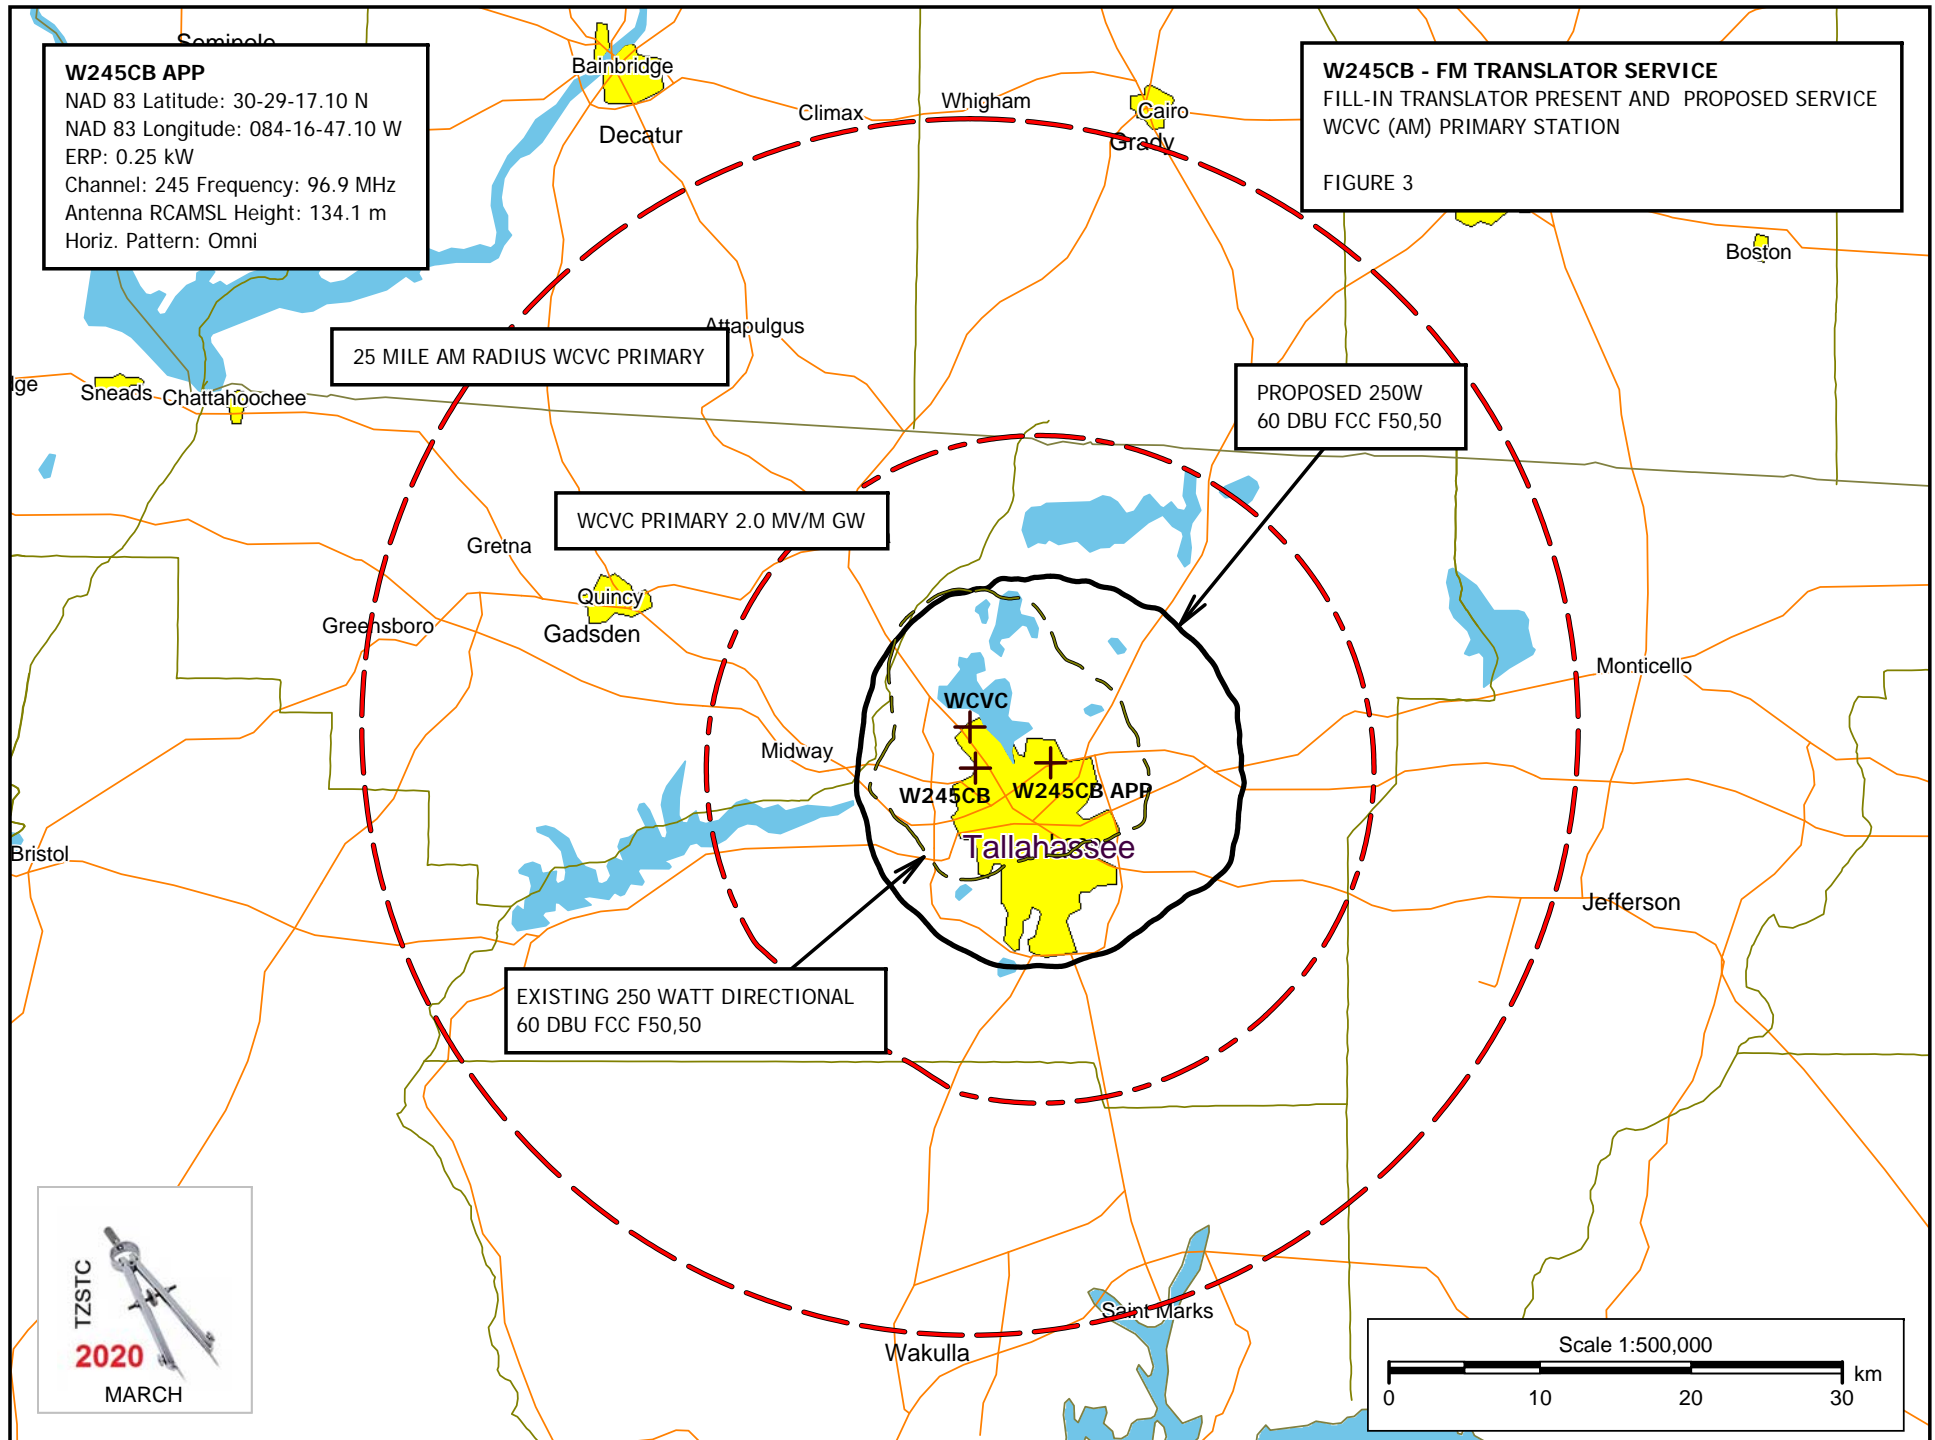 Seminole
W245CB APP
NAD 83 Latitude: 30-29-17.10 N
NAD 83 Longitude: 084-16-47.10 W
ERP: 0.25 kW
Channel: 245 Frequency: 96.9 MHz
Antenna RCAMSL Height: 134.1 m
Horiz. Pattern: Omni
Bainbridge
Decatur
Climax
Whigham
Cairo
Grady
W245CB - FM TRANSLATOR SERVICE
FILL-IN TRANSLATOR PRESENT AND PROPOSED SERVICE
WCVC (AM) PRIMARY STATION
FIGURE 3
Boston
Attapulgus
25 MILE AM RADIUS WCVC PRIMARY
lge
Sneads
Chattahoochee
PROPOSED 250W
60 DBU FCC F50,50
WCVC PRIMARY 2.0 MV/M GW
Gretna
Quincy
Greensboro
Gadsden
Monticello
WCVC
Midway
W245CB
W245CB APP
Tallahassee
Bristol
Jefferson
EXISTING 250 WATT DIRECTIONAL
60 DBU FCC F50,50
Saint Marks
Wakulla
TZSTC
2020
MARCH
Scale 1:500,000
km
0 10 20 30